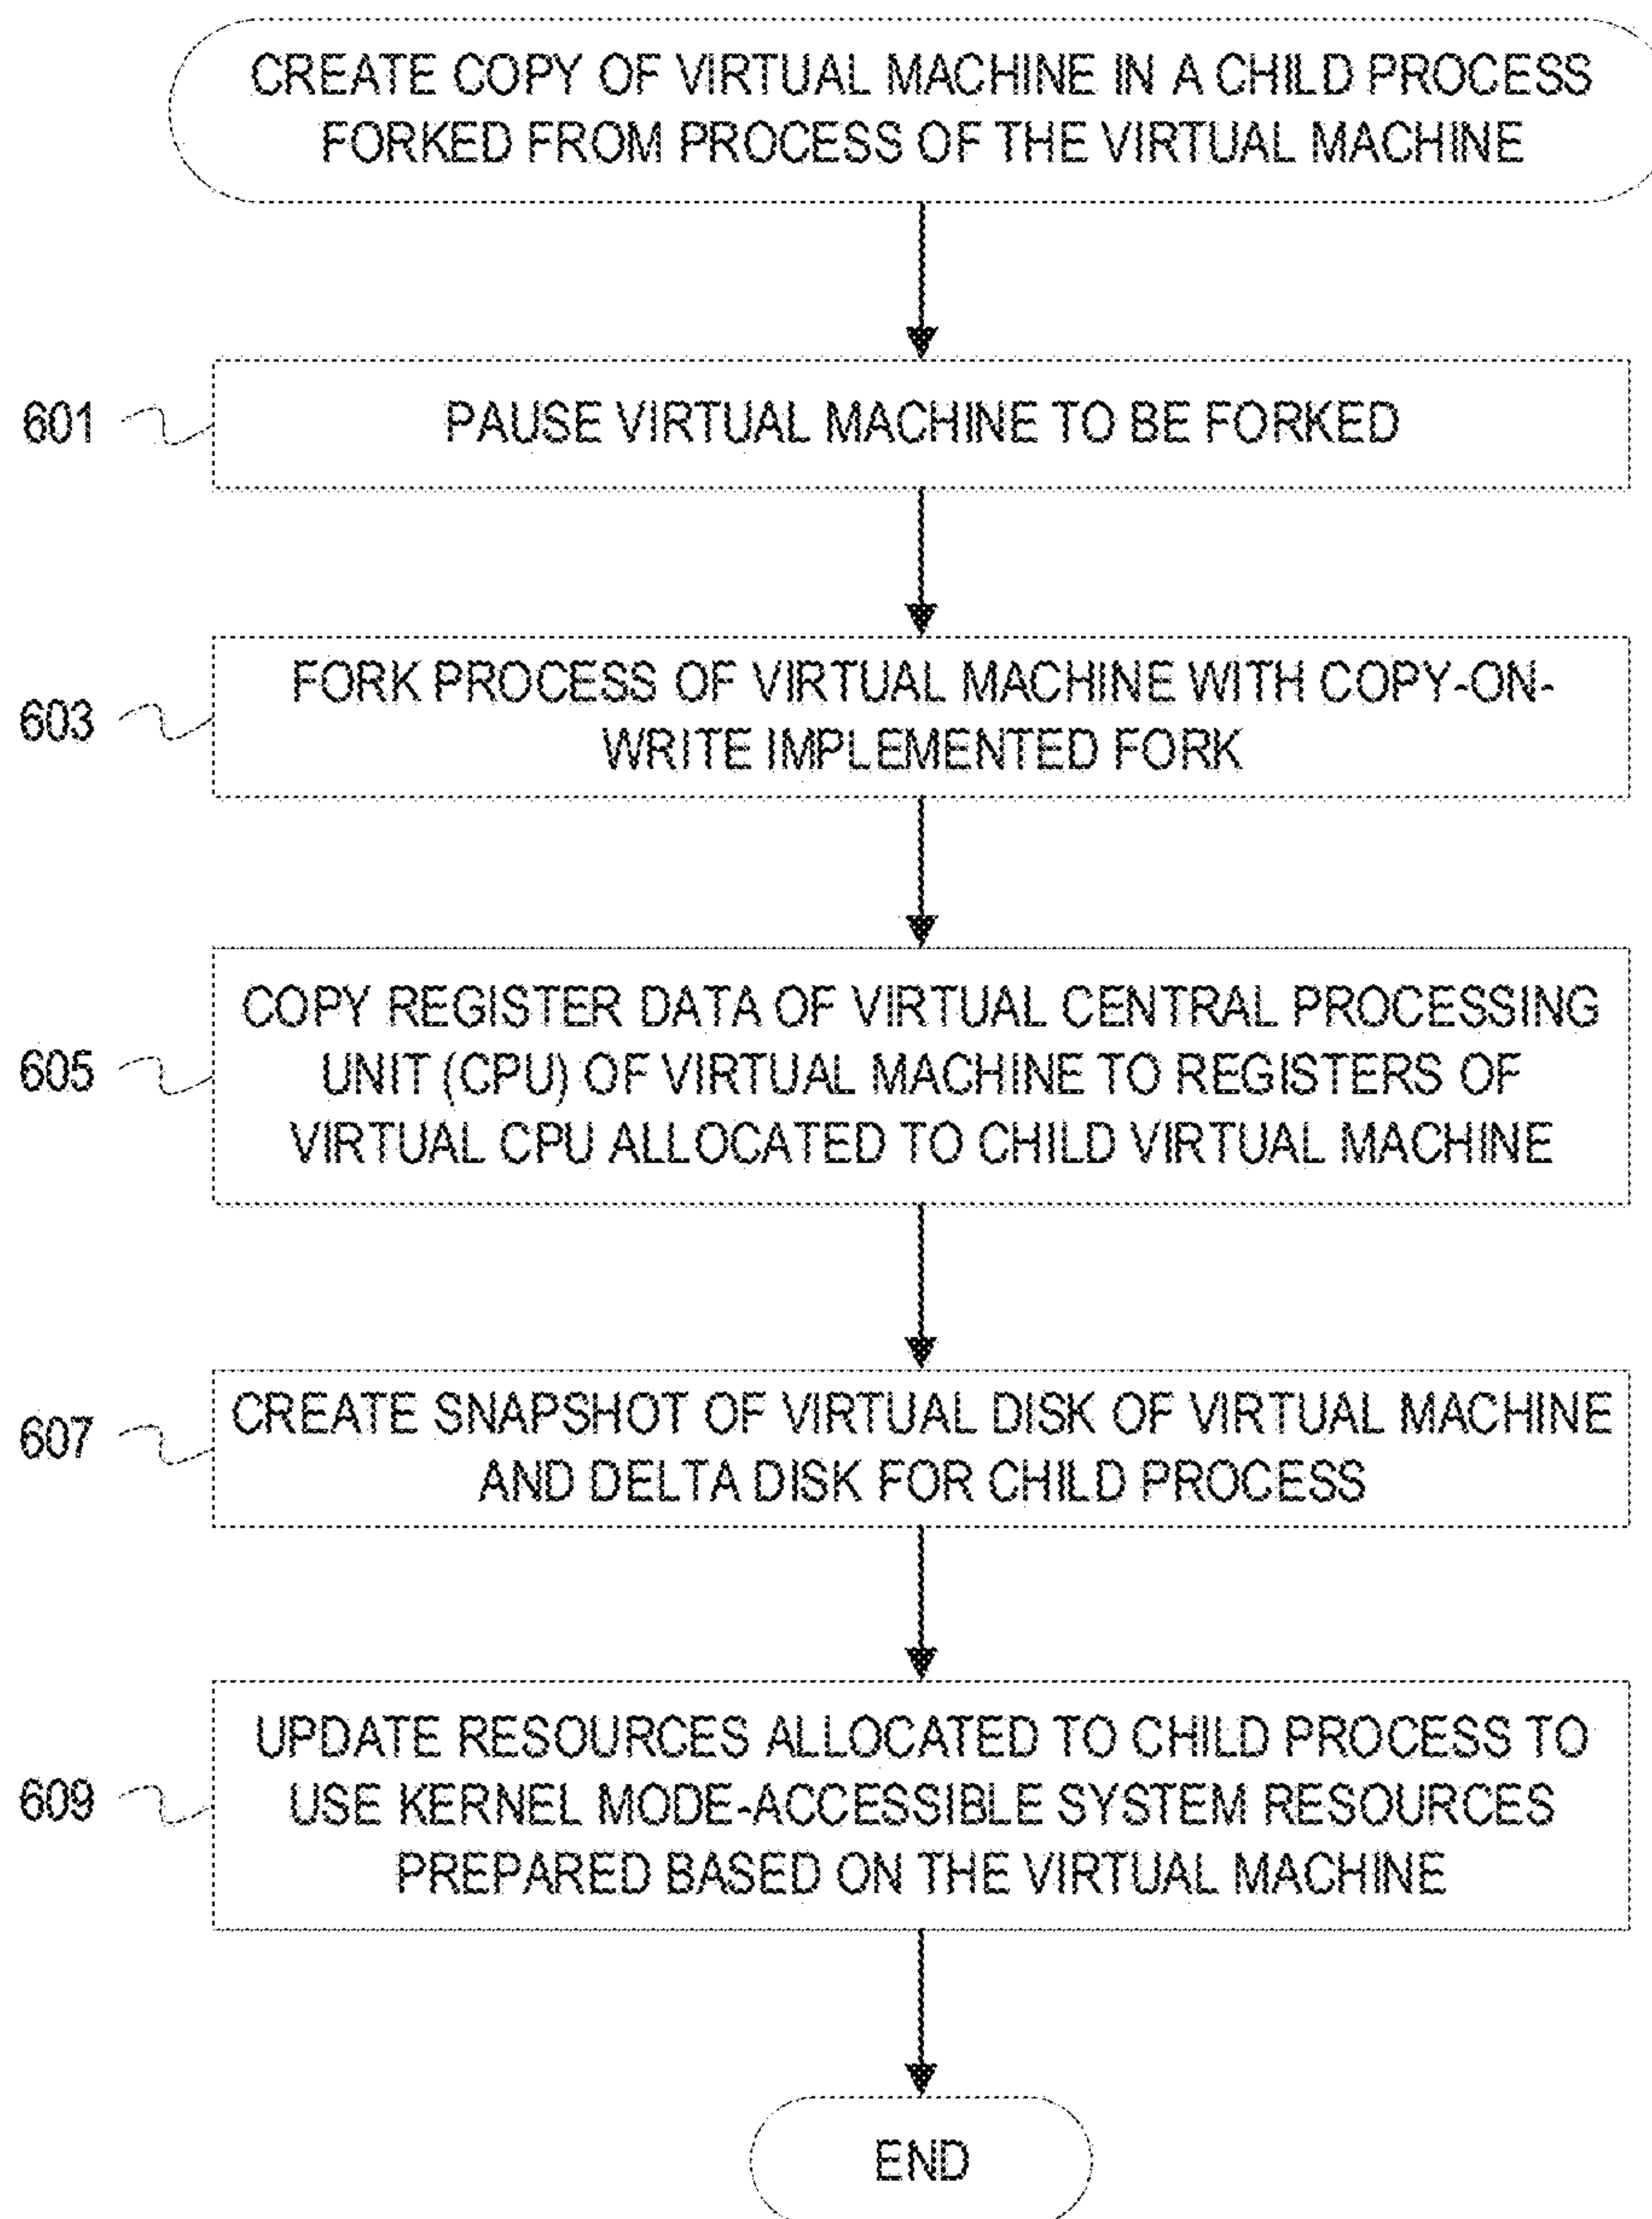 CREATE COPY OF VIRTUAL MACHINE IN A CHILD PROCESS
FORKED FROM PROCESS OF THE VIRTUAL MACHINE
601
PAUSE VIRTUAL MACHINE TO BE FORKED
603
FORK PROCESS OF VIRTUAL MACHINE WITH COPY-ON-
WRITE IMPLEMENTED FORK
605
COPY REGISTER DATA OF VIRTUAL CENTRAL PROCESSING
UNIT (CPU) OF VIRTUAL MACHINE TO REGISTERS OF
VIRTUAL CPU ALLOCATED TO CHILD VIRTUAL MACHINE
607
CREATE SNAPSHOT OF VIRTUAL DISK OF VIRTUAL MACHINE
AND DELTA DISK FOR CHILD PROCESS
609
UPDATE RESOURCES ALLOCATED TO CHILD PROCESS TO
USE KERNEL MODE-ACCESSIBLE SYSTEM RESOURCES
PREPARED BASED ON THE VIRTUAL MACHINE
END